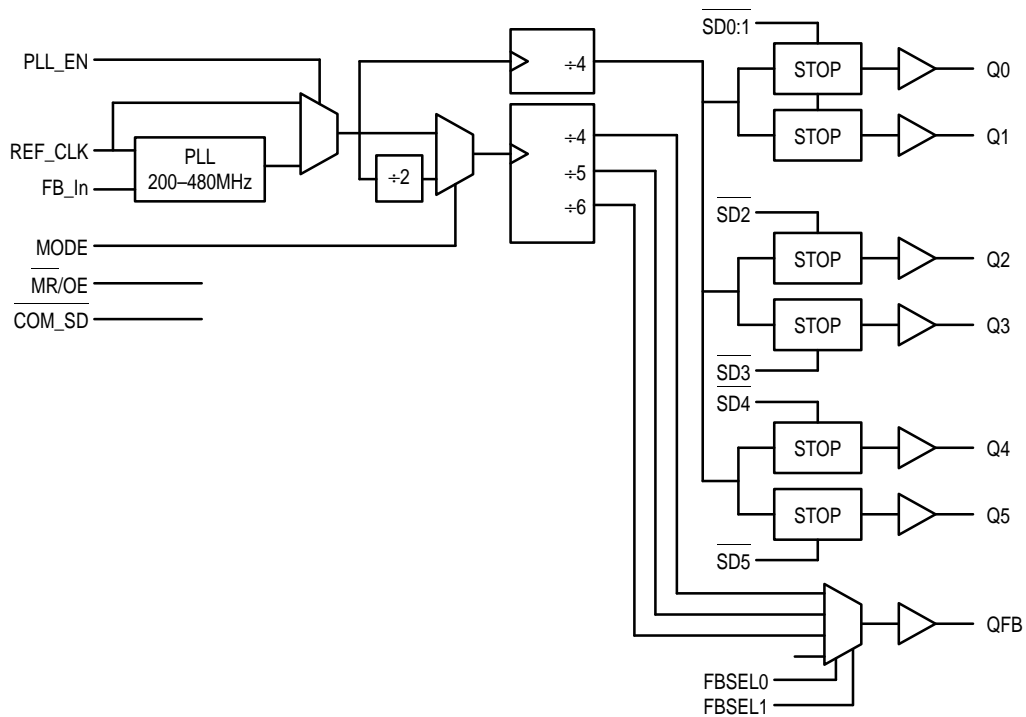 SD0:1
PLL_EN
÷4
STOP
Q0
STOP
Q1
÷4
REF_CLK
PLL
200–480MHz
÷5
FB_In
÷2
÷6
SD2
MODE
STOP
Q2
MR/OE
COM_SD
STOP
Q3
SD3
SD4
STOP
Q4
STOP
Q5
SD5
QFB
FBSEL0
FBSEL1